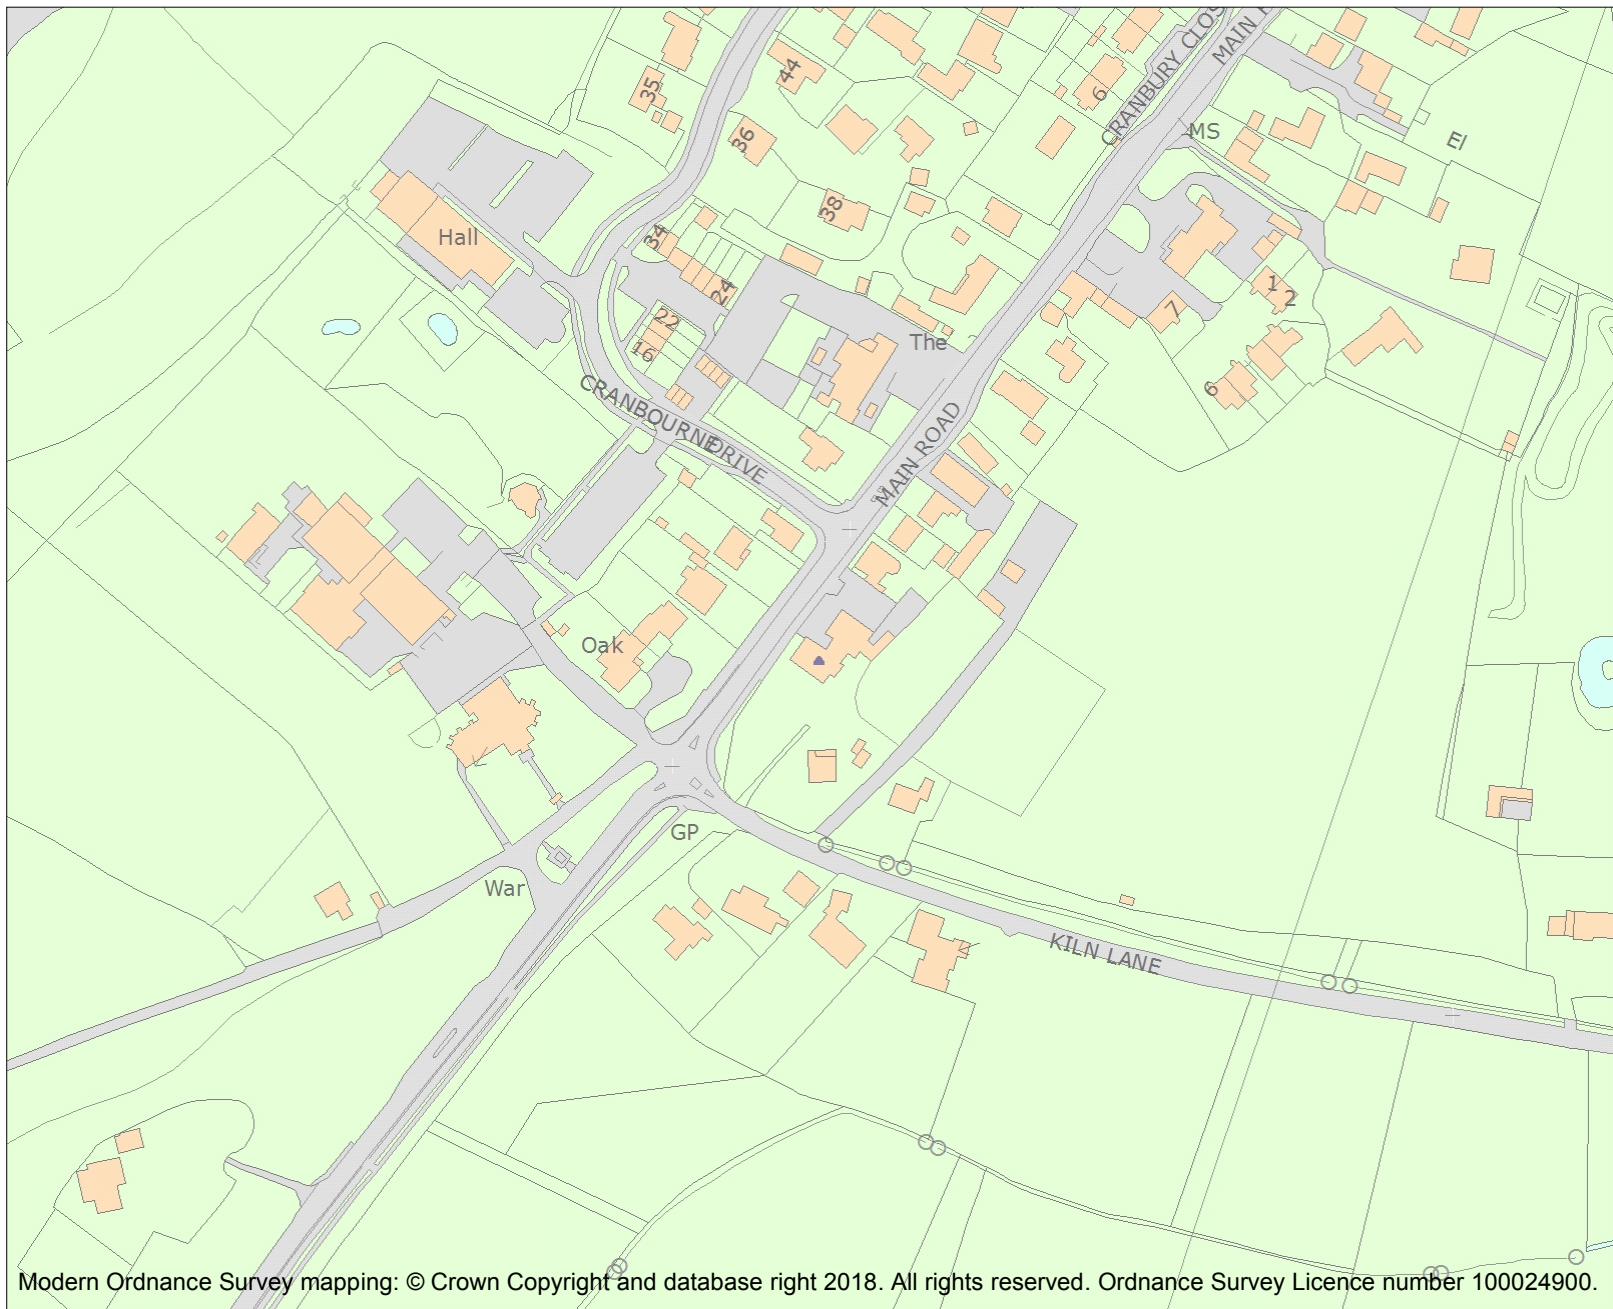 CRANBURY CLOS
MAIN
35
44
6
MS
El
36
38
Hall
34
24
22
16
The
1
2
7
6
CRANBOURNE DRIVE
MAIN ROAD
Oak
GP
War
KILN LANE
Modern Ordnance Survey mapping: © Crown Copyright and database right 2018. All rights reserved. Ordnance Survey Licence number 100024900.